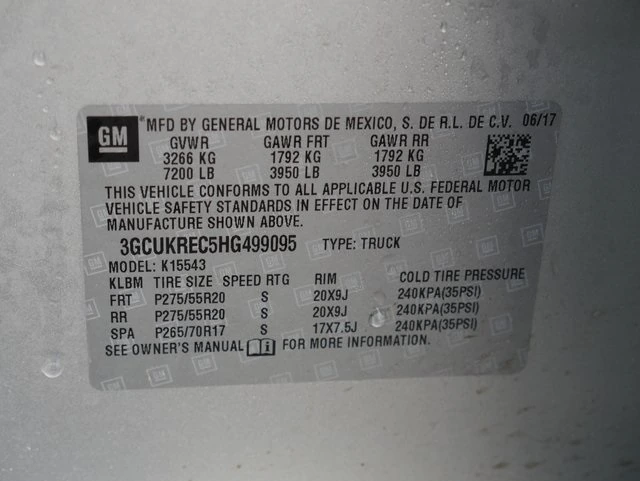 GM *MFD BY GENERAL MOTORS DE MEXICO, S. DE R.L. DE C.V. 06/17
GVWR GAWR FRT GAWR RR
3266 KG 1792 KG 1792 KG
7200 LB 3950 LB 3950 LB
THIS VEHICLE CONFORMS TO ALL APPLICABLE U.S. FEDERAL MOTOR
VEHICLE SAFETY STANDARDS IN EFFECT ON THE DATE OF
MANUFACTURE SHOWN ABOVE.
3GCUKREC5HG499095 TYPE: TRUCK
MODEL: K15543
KLBM TIRE SIZE SPEED RTG RIM COLD TIRE PRESSURE
FRT P275/55R20 S 20X9J 240KPA(35PSI)
RR P275/55R20 S 20X9J 240KPA(35PSI)
SPA P265/70R17 S 17X7.5J 240KPA(35PSI)
SEE OWNER'S MANUAL FOR MORE INFORMATION.